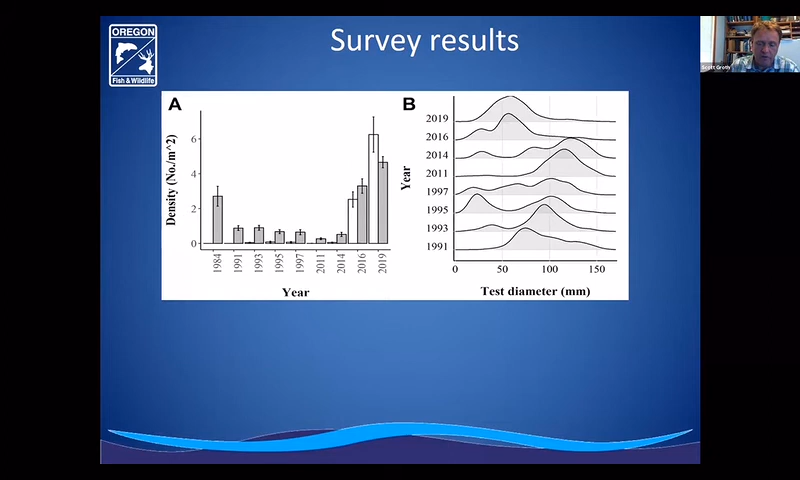 OREGON
Fish & Wildlife
Survey results
Scott Groth
A
Density (No./m^2)
6
4
2
0
1984
1991
1993
1995
1997
2011
2014
2016
2019
Year
B
Year
2019
2016
2014
2011
1997
1995
1993
1991
0
50
100
150
Test diameter (mm)